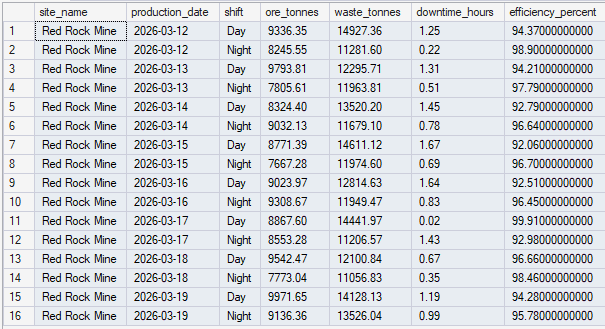 site_name production_date shift ore_tonnes waste_tonnes downtime_hours efficiency_percent
1 Red Rock Mine 2026-03-12 Day 9336.35 14927.36 1.25 94.37000000000
2 Red Rock Mine 2026-03-12 Night 8245.55 11281.60 0.22 98.90000000000
3 Red Rock Mine 2026-03-13 Day 9793.81 12295.71 1.31 94.21000000000
4 Red Rock Mine 2026-03-13 Night 7805.61 11963.81 0.51 97.79000000000
5 Red Rock Mine 2026-03-14 Day 8324.40 13520.20 1.45 92.79000000000
6 Red Rock Mine 2026-03-14 Night 9032.13 11679.10 0.78 96.64000000000
7 Red Rock Mine 2026-03-15 Day 8771.39 14611.12 1.67 92.06000000000
8 Red Rock Mine 2026-03-15 Night 7667.28 11974.60 0.69 96.70000000000
9 Red Rock Mine 2026-03-16 Day 9023.97 12814.63 1.64 92.51000000000
10 Red Rock Mine 2026-03-16 Night 9308.67 11949.47 0.83 96.45000000000
11 Red Rock Mine 2026-03-17 Day 8867.60 14441.97 0.02 99.91000000000
12 Red Rock Mine 2026-03-17 Night 8553.28 11206.57 1.43 92.98000000000
13 Red Rock Mine 2026-03-18 Day 9542.47 12100.84 0.67 96.66000000000
14 Red Rock Mine 2026-03-18 Night 7773.04 11056.83 0.35 98.46000000000
15 Red Rock Mine 2026-03-19 Day 9971.65 14128.13 1.19 94.28000000000
16 Red Rock Mine 2026-03-19 Night 9136.36 13526.04 0.99 95.78000000000